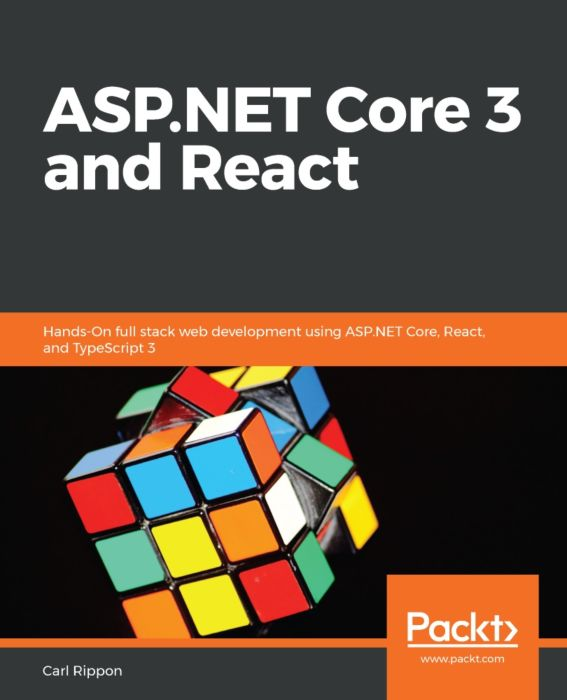 ASP.NET Core 3
and React
Hands-On full stack web development using ASP.NET Core, React,
and TypeScript 3
Packt>
www.packt.com
Carl Rippon